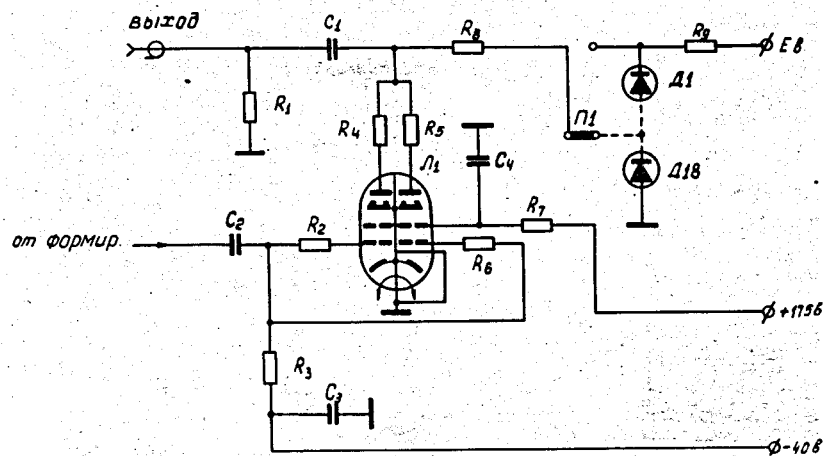 выход
C1
R8
R9
E в
R1
R4
R5
Л1
C4
П1
Д1
Д18
от формир.
C2
R2
R7
R6
+175в
R3
C3
-40в